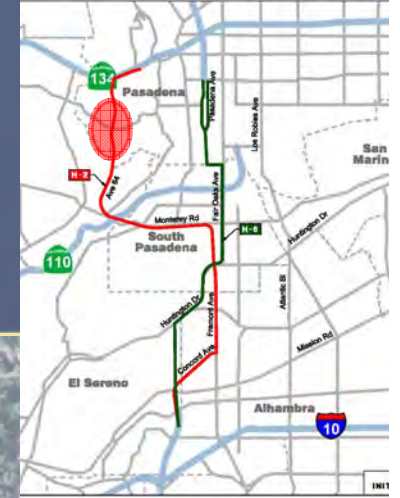 134
Pasadena
Pasadena Ave
Los Robles Ave
San
Marin
H-2
Ave 64
Fair Oaks Ave
Monterey Rd
H-6
Huntington Dr
South
Pasadena
110
Huntington Dr
Fremont Ave
Atlantic Bl
Concord Ave
Mission Rd
El Sereno
Alhambra
10
INIT